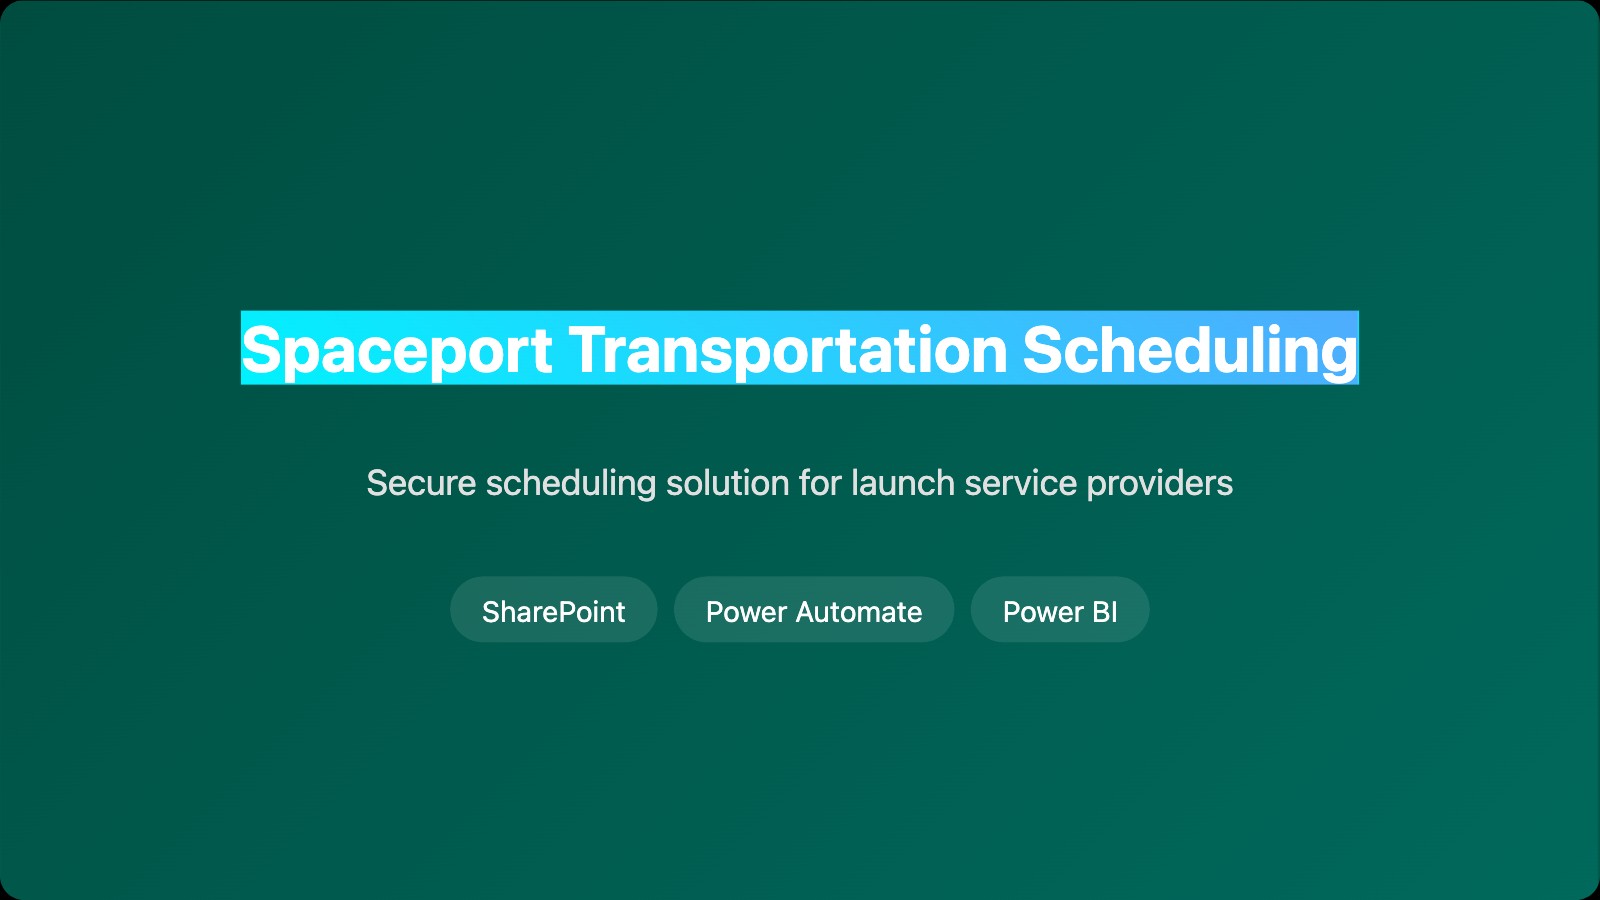 Spaceport Transportation Scheduling
Secure scheduling solution for launch service providers
SharePoint
Power Automate
Power BI